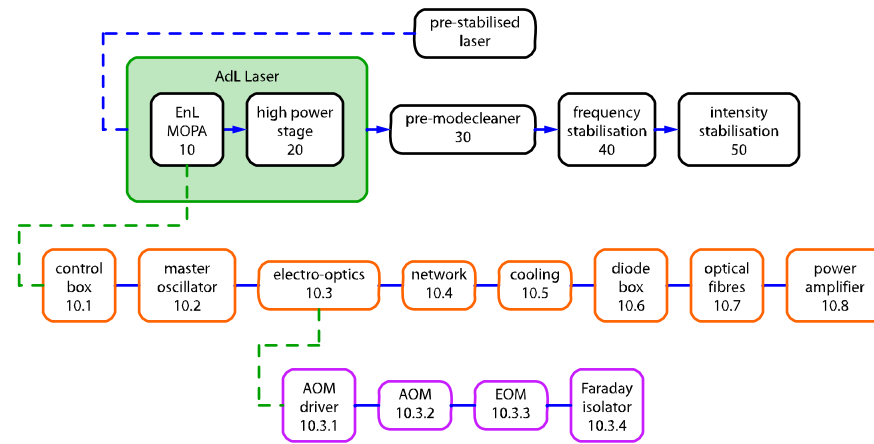 pre-stabilised
laser
AdL Laser
EnL
MOPA
10
high power
stage
20
pre-modecleaner
30
frequency
stabilisation
40
intensity
stabilisation
50
control
box
10.1
master
oscillator
10.2
electro-optics
10.3
network
10.4
cooling
10.5
diode
box
10.6
optical
fibres
10.7
power
amplifier
10.8
AOM
driver
10.3.1
AOM
10.3.2
EOM
10.3.3
Faraday
isolator
10.3.4